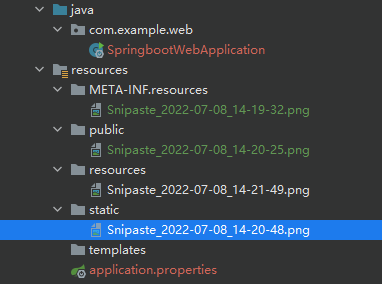 java
com.example.web
SpringbootWebApplication
resources
META-INF.resources
Snipaste_2022-07-08_14-19-32.png
public
Snipaste_2022-07-08_14-20-25.png
resources
Snipaste_2022-07-08_14-21-49.png
static
Snipaste_2022-07-08_14-20-48.png
templates
application.properties